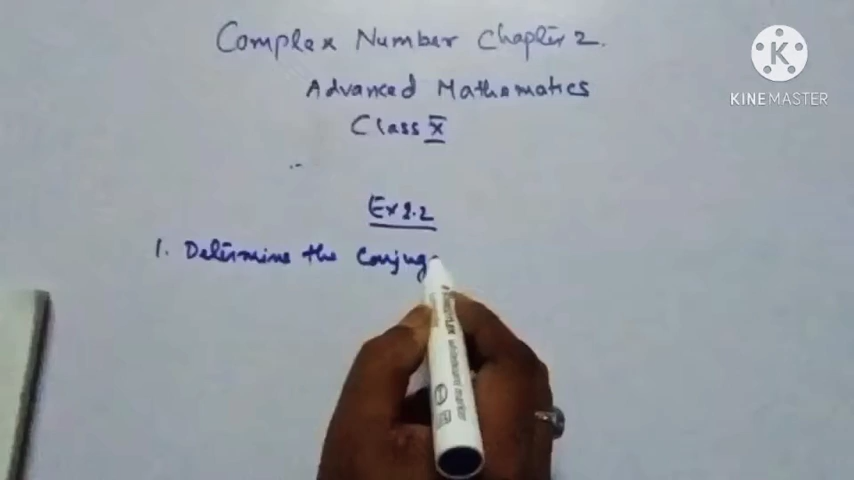 Complex Number Chapter 2.
Advanced Mathematics
Class X
Ex 2.2
1. Determine the Conjug
K
KINEMASTER